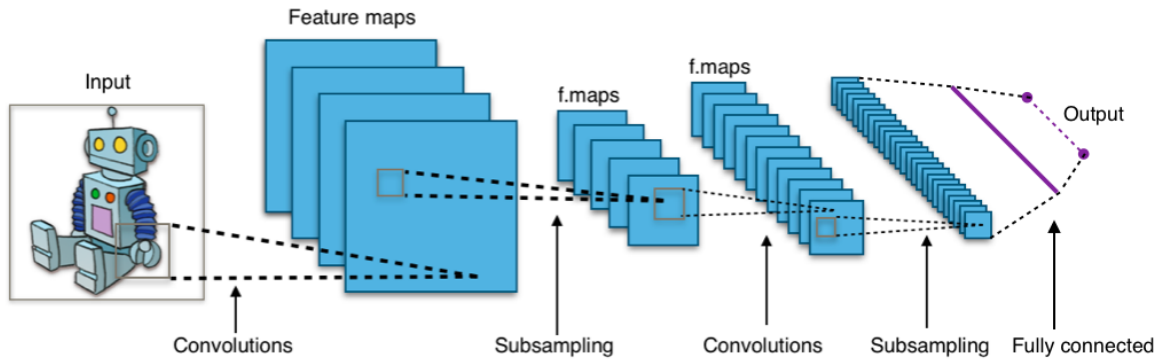 Feature maps
Input
f.maps
f.maps
Output
Convolutions
Subsampling
Convolutions
Subsampling
Fully connected